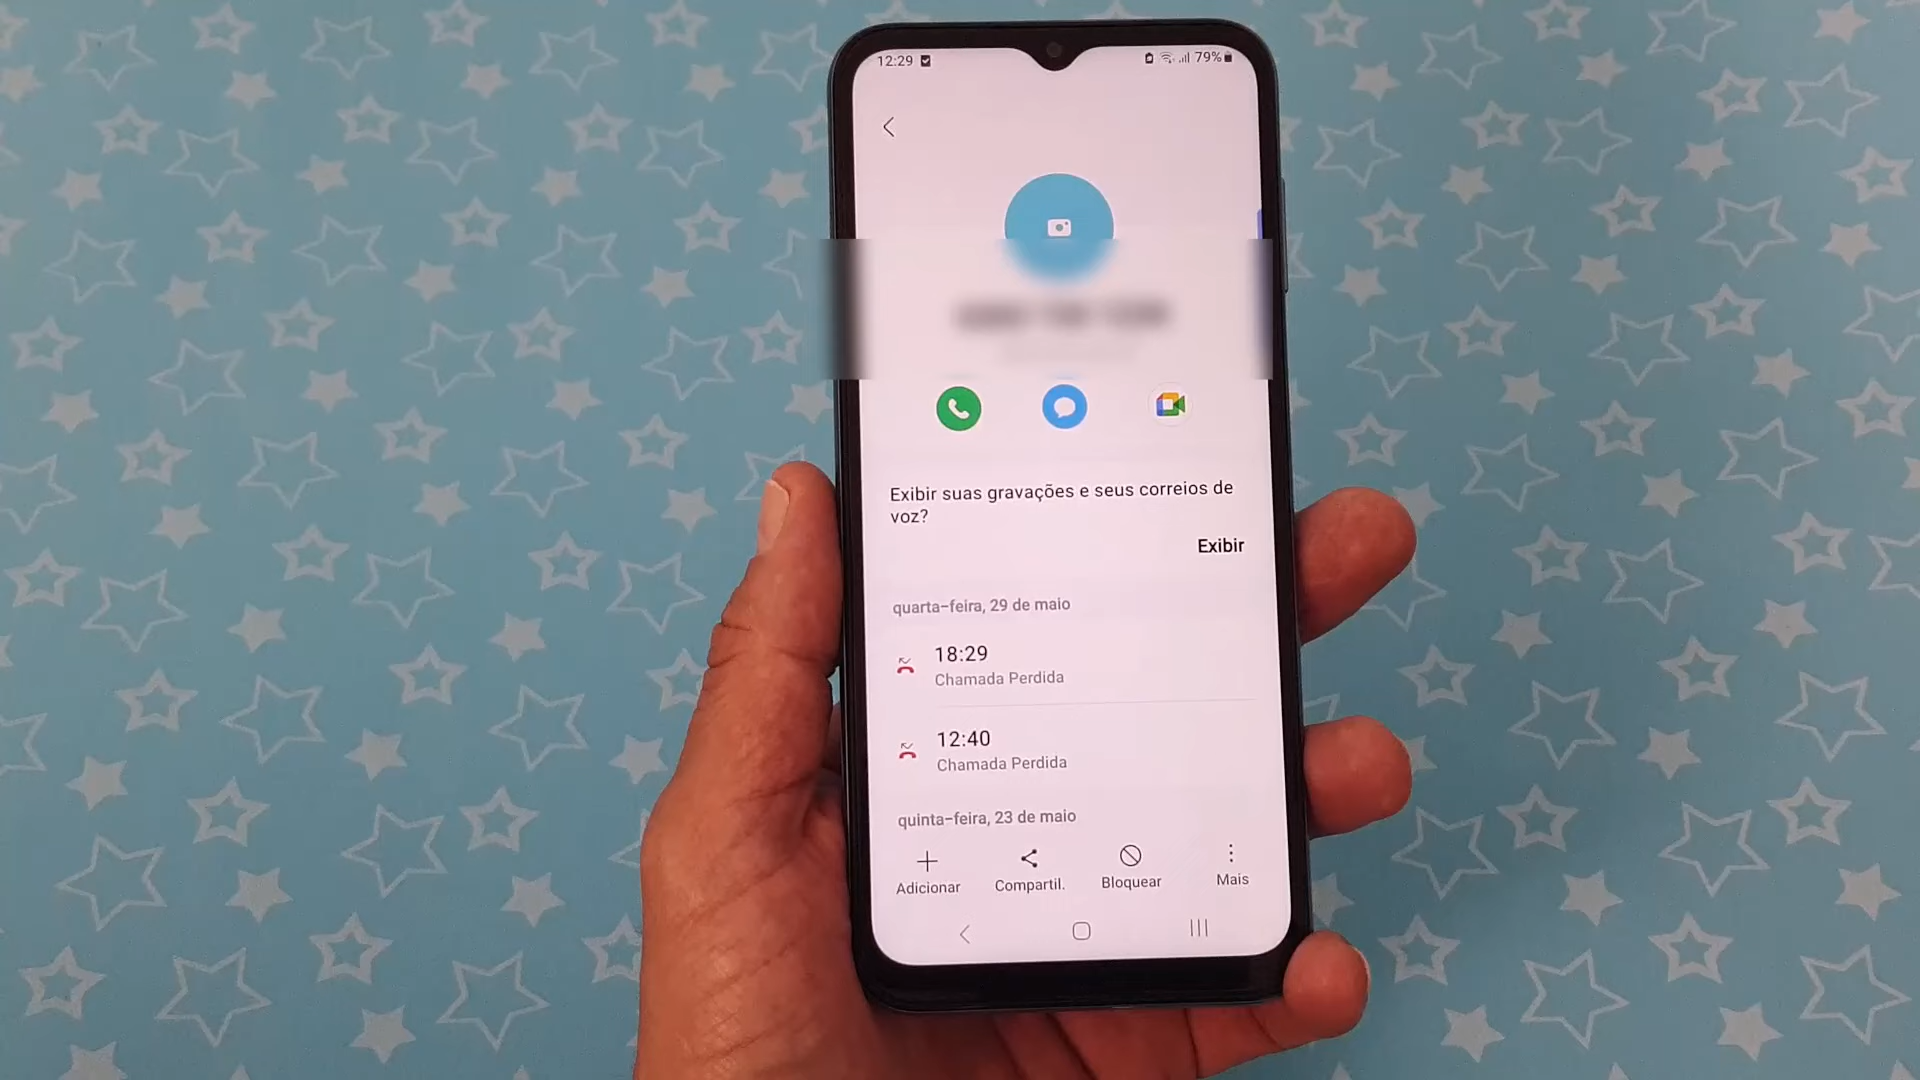 12:29
79%
Exibir suas gravações e seus correios de
voz?
Exibir
quarta-feira, 29 de maio
18:29
Chamada Perdida
12:40
Chamada Perdida
quinta-feira, 23 de maio
Adicionar
Compartil.
Bloquear
Mais